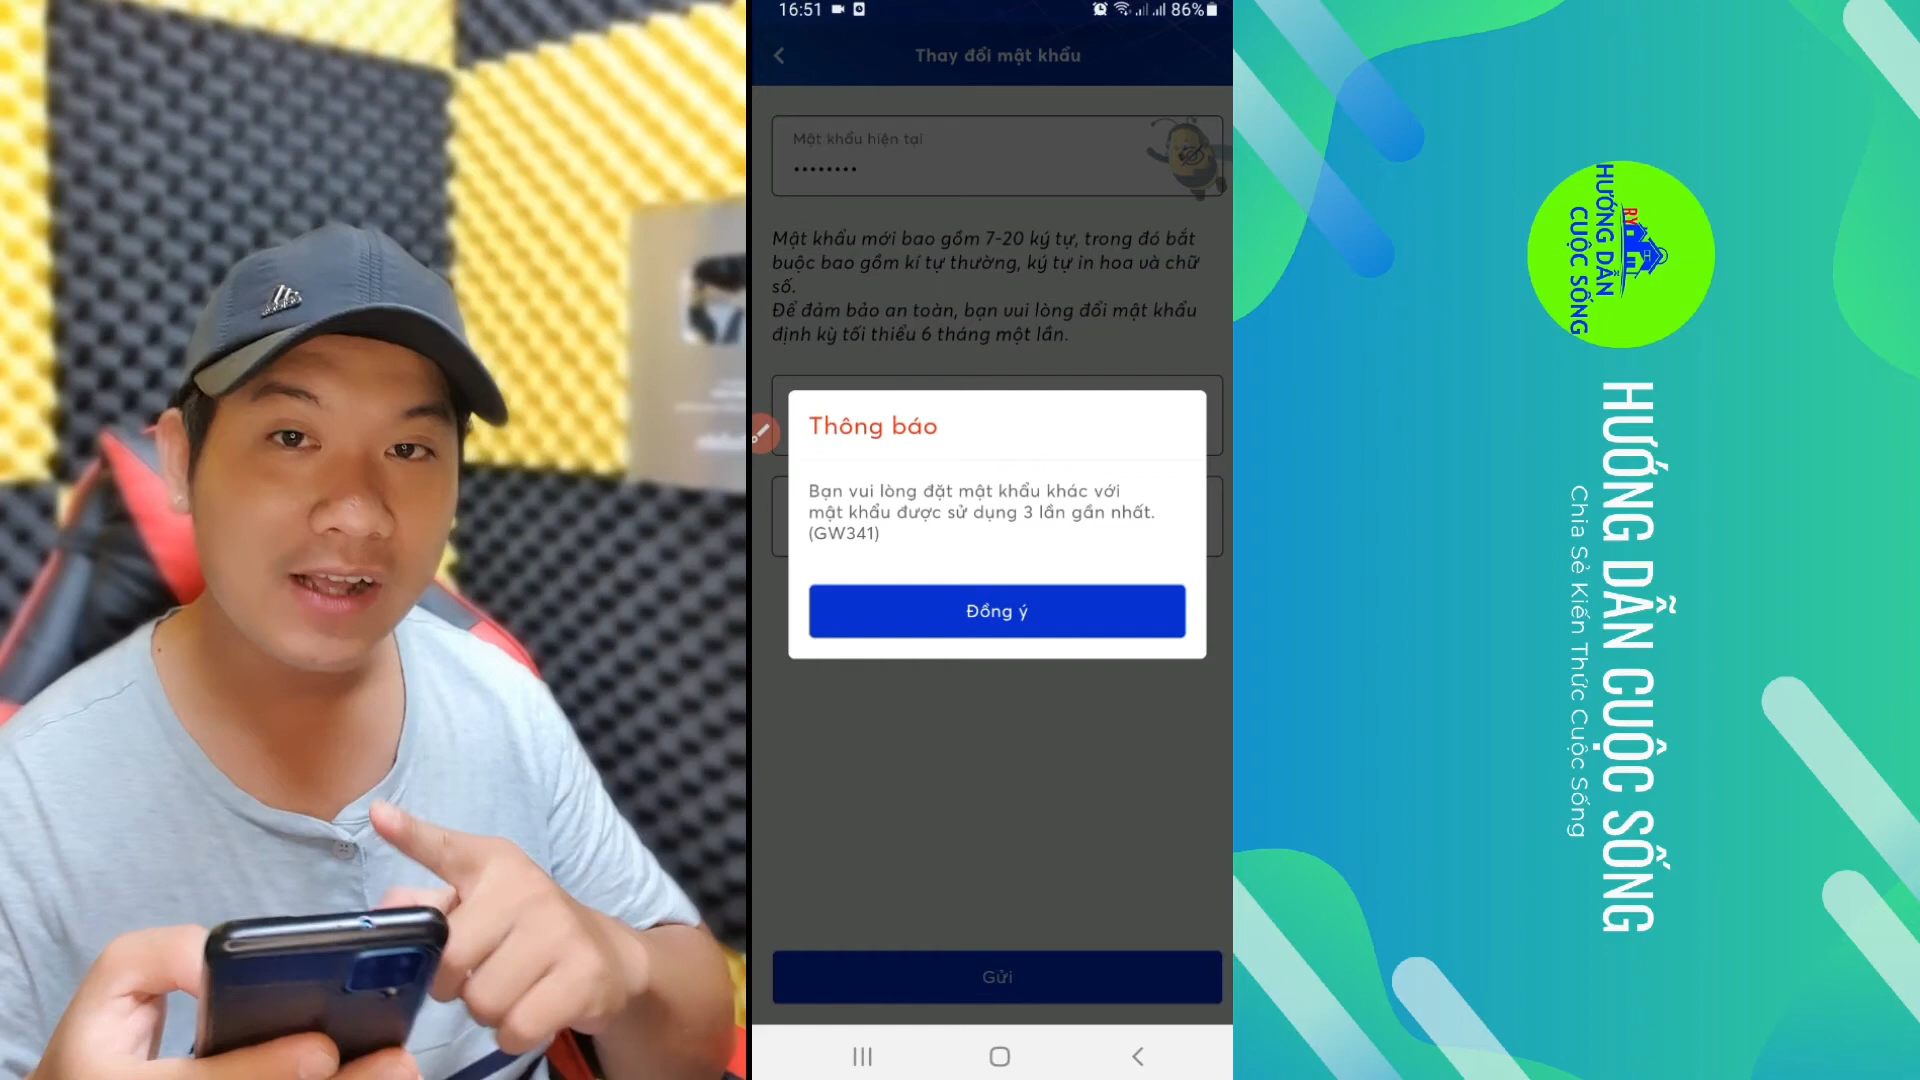 16:51
86%
Thay đổi mật khẩu
Mật khẩu hiện tại
Mật khẩu mới bao gồm 7-20 ký tự, trong đó bắt
buộc bao gồm kí tự thường, ký tự in hoa và chữ
số.
Để đảm bảo an toàn, bạn vui lòng đổi mật khẩu
định kỳ tối thiểu 6 tháng một lần.
Thông báo
Bạn vui lòng đặt mật khẩu khác với
mật khẩu được sử dụng 3 lần gần nhất.
(GW341)
Đồng ý
Gửi
RY
HƯỚNG DẪN
CUỘC SỐNG
HƯỚNG DẪN CUỘC SỐNG
Chia Sẻ Kiến Thức Cuộc Sống